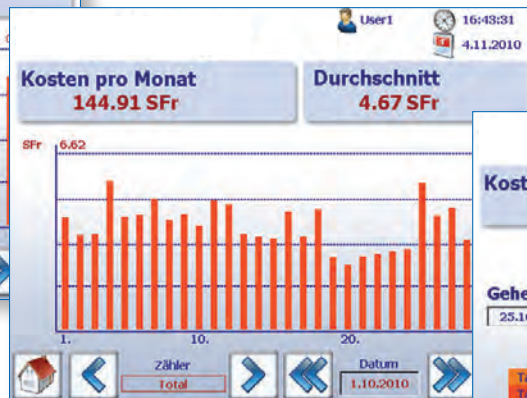 User1
16:43:31
4.11.2010
Kosten pro Monat
144.91 SFr
Durchschnitt
4.67 SFr
SFr
6.62
1.
10.
20.
Zähler
Total
Datum
1.10.2010
Kost
Gehe
25.1